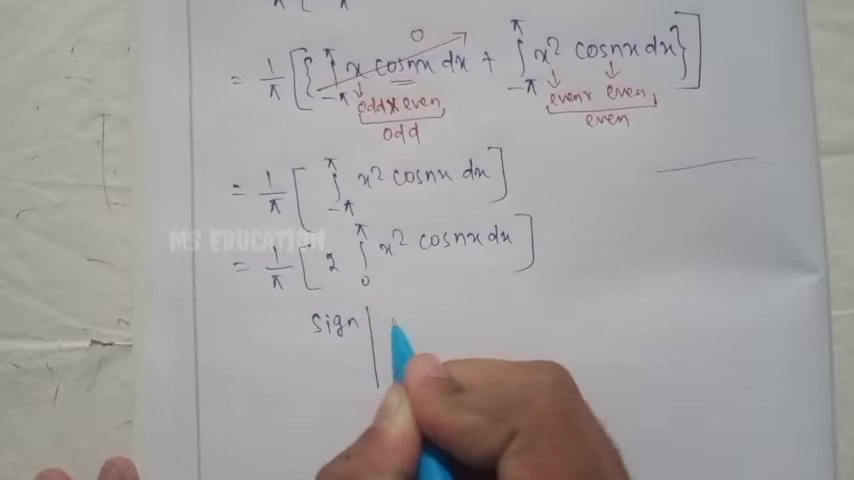 = 1/π [ { ∫_{-π}^{π} x cosnx dx + ∫_{-π}^{π} x² cosnx dx } ]
0
odd x even
even x even
odd
even
= 1/π [ ∫_{-π}^{π} x² cosnx dx ]
MS EDUCATION
= 1/π [ 2 ∫_{0}^{π} x² cosnx dx ]
Sign